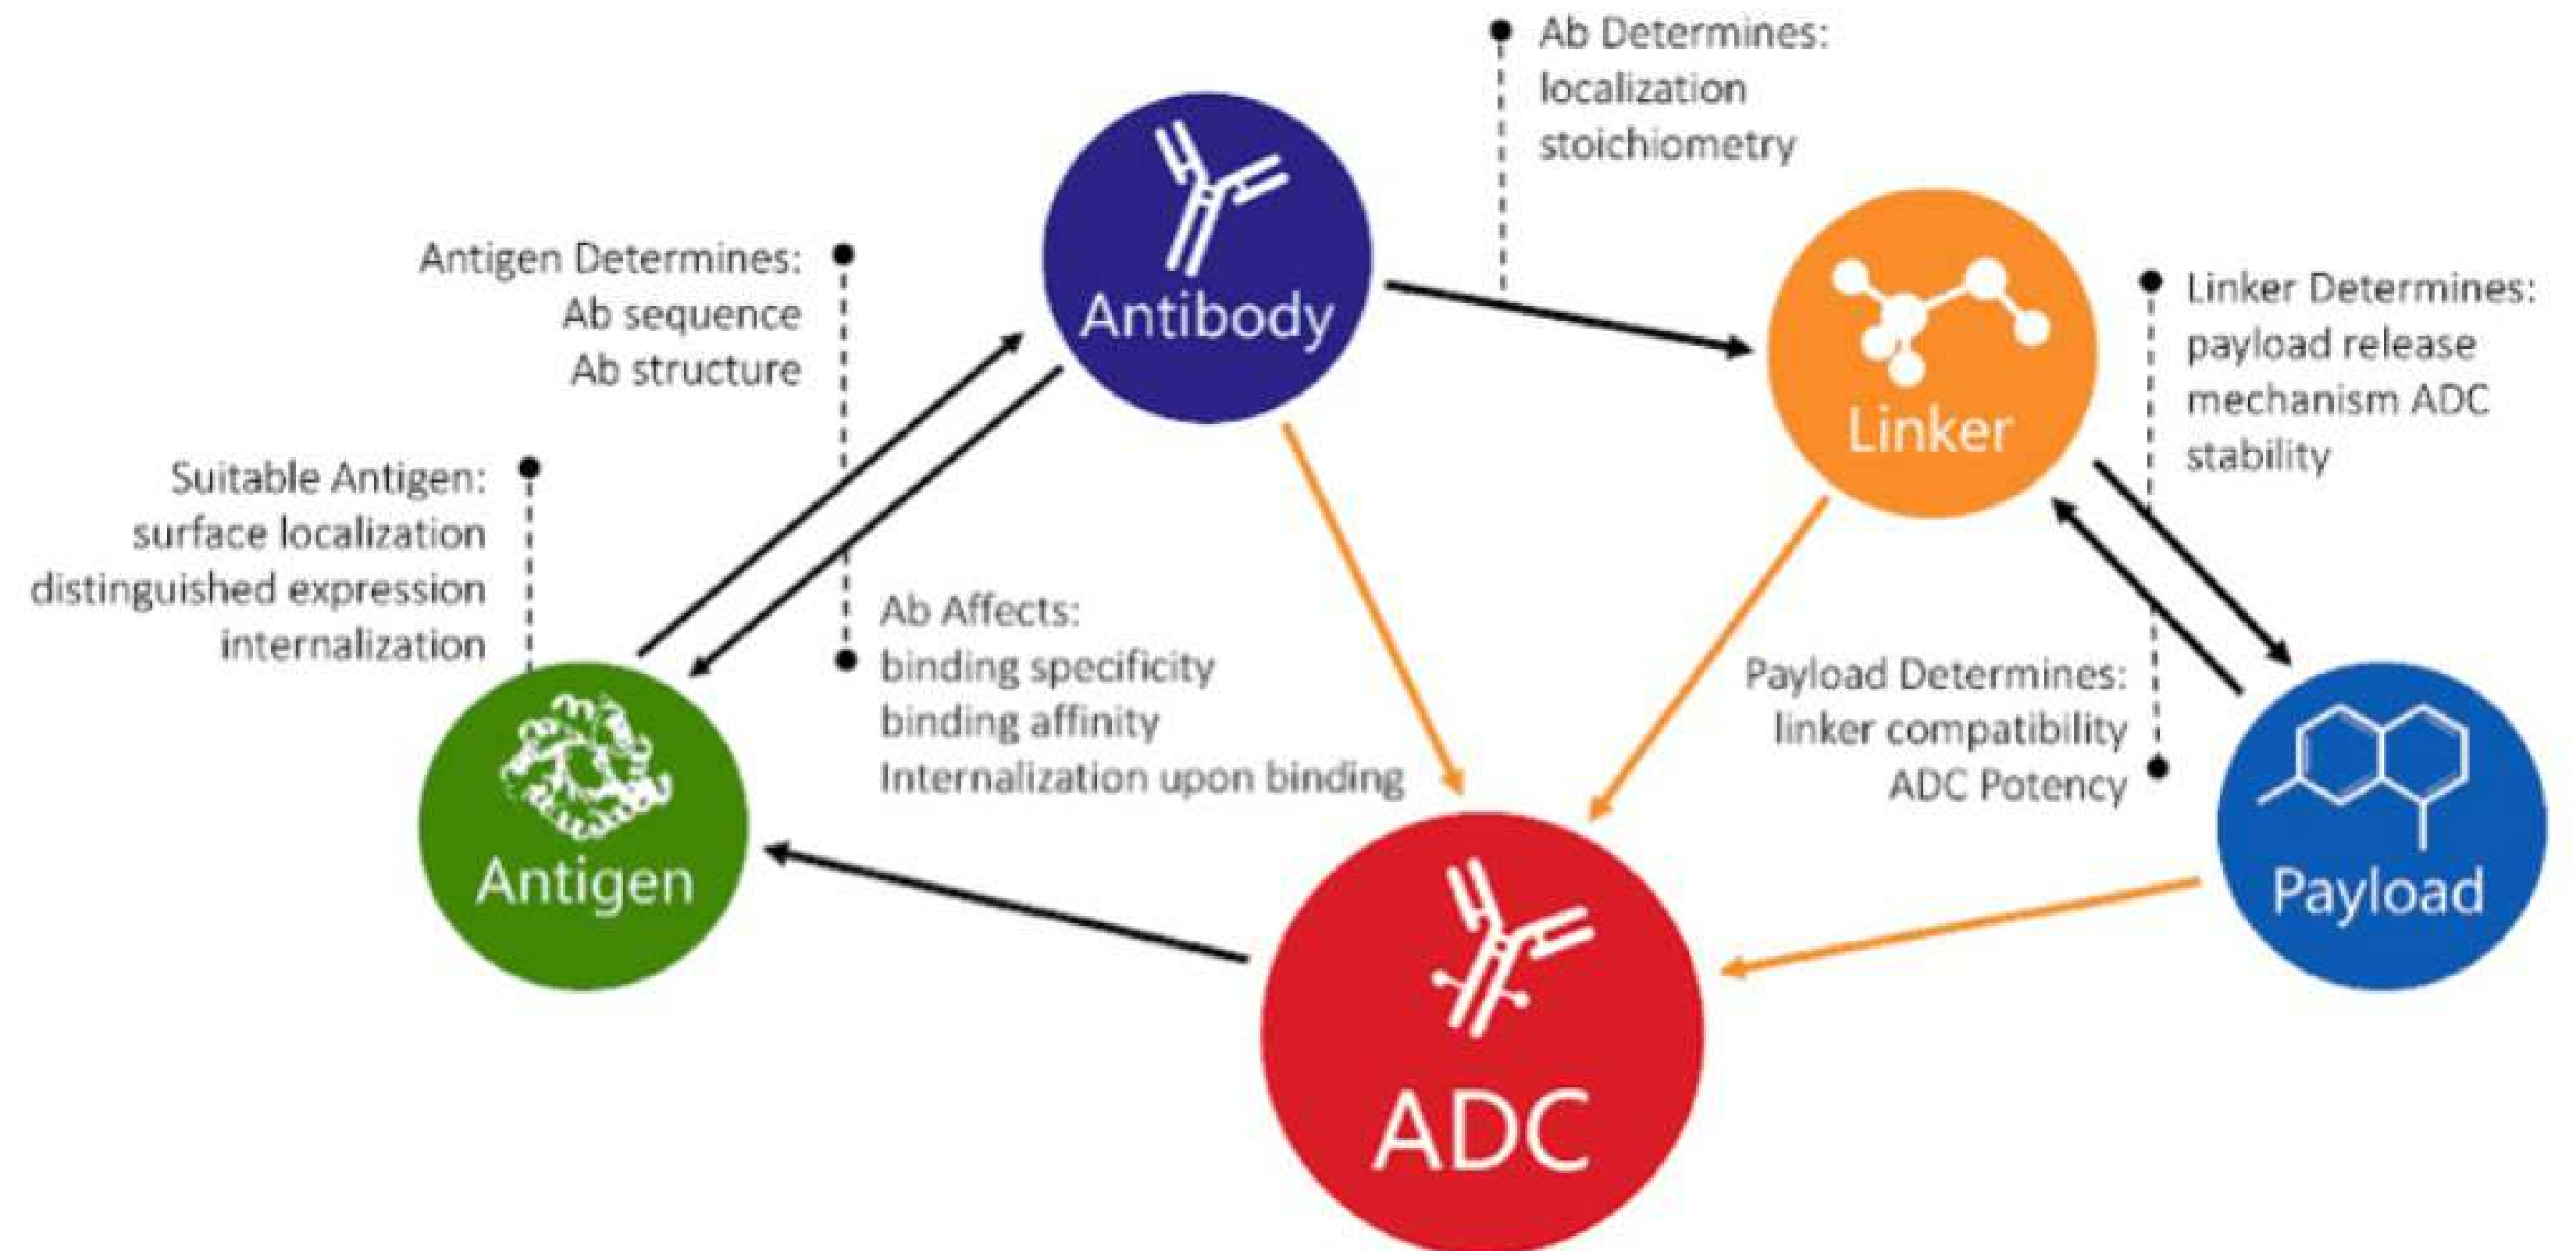 Ab Determines:
localization
stoichiometry
Antibody
Antigen Determines:
Ab sequence
Ab structure
Linker
Linker Determines:
payload release
mechanism ADC
stability
Suitable Antigen:
surface localization
distinguished expression
internalization
Ab Affects:
binding specificity
binding affinity
Internalization upon binding
Payload Determines:
linker compatibility
ADC Potency
Antigen
Payload
ADC